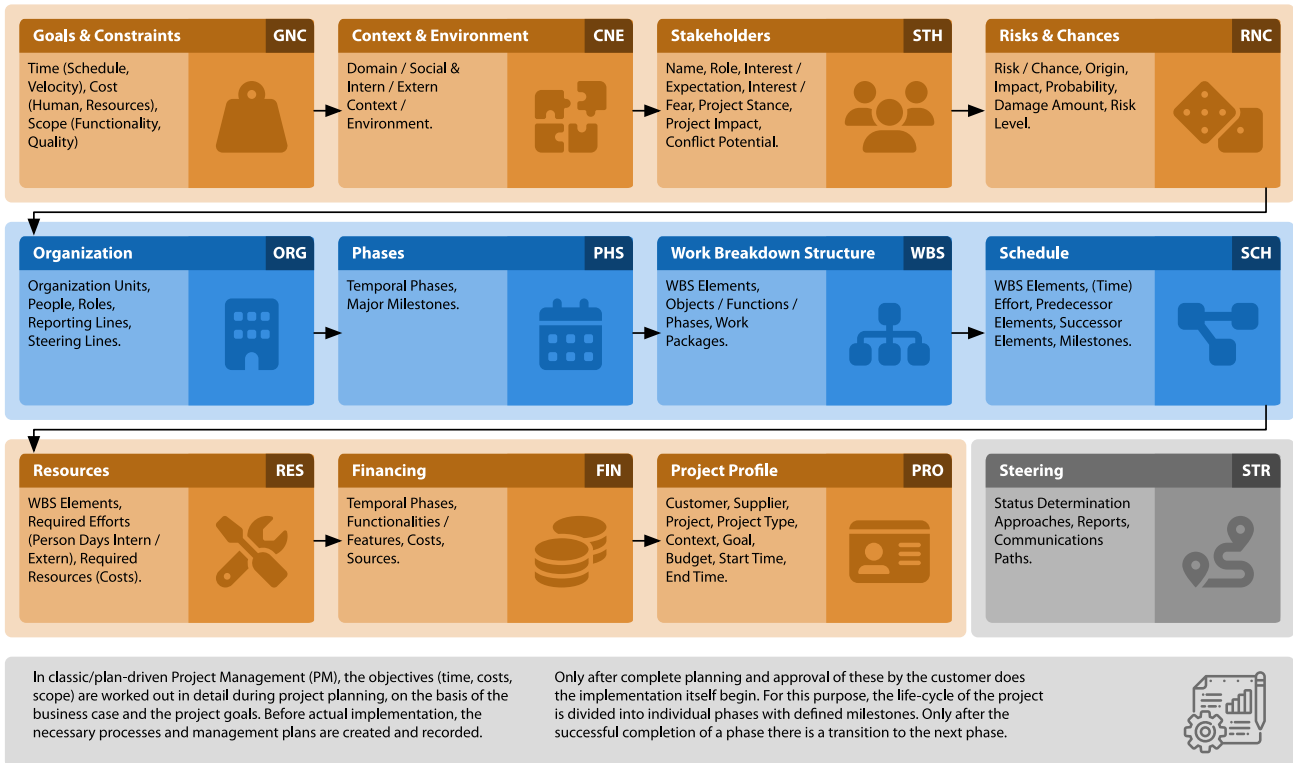 Goals & Constraints
GNC
Time (Schedule,
Velocity), Cost
(Human, Resources),
Scope (Functionality,
Quality)
Context & Environment
CNE
Domain / Social &
Intern / Extern
Context /
Environment.
Stakeholders
STH
Name, Role, Interest /
Expectation, Interest /
Fear, Project Stance,
Project Impact,
Conflict Potential.
Risks & Chances
RNC
Risk / Chance, Origin,
Impact, Probability,
Damage Amount, Risk
Level.
Organization
ORG
Organization Units,
People, Roles,
Reporting Lines,
Steering Lines.
Phases
PHS
Temporal Phases,
Major Milestones.
Work Breakdown Structure
WBS
WBS Elements,
Objects / Functions /
Phases, Work
Packages.
Schedule
SCH
WBS Elements, (Time)
Effort, Predecessor
Elements, Successor
Elements, Milestones.
Resources
RES
WBS Elements,
Required Efforts
(Person Days Intern /
Extern), Required
Resources (Costs).
Financing
FIN
Temporal Phases,
Functionalities /
Features, Costs,
Sources.
Project Profile
PRO
Customer, Supplier,
Project, Project Type,
Context, Goal,
Budget, Start Time,
End Time.
Steering
STR
Status Determination
Approaches, Reports,
Communications
Paths.
In classic/plan-driven Project Management (PM), the objectives (time, costs,
scope) are worked out in detail during project planning, on the basis of the
business case and the project goals. Before actual implementation, the
necessary processes and management plans are created and recorded.
Only after complete planning and approval of these by the customer does
the implementation itself begin. For this purpose, the life-cycle of the project
is divided into individual phases with defined milestones. Only after the
successful completion of a phase there is a transition to the next phase.